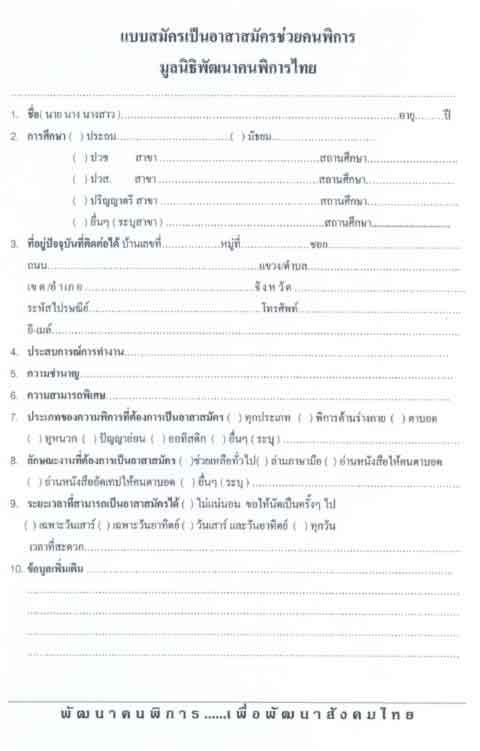 แบบสมัครเป็นอาสาสมัครช่วยคนพิการ
มูลนิธิพัฒนาคนพิการไทย
1. ชื่อ( นาย นาง นางสาว)..........อายุ..........ปี
2. การศึกษา ( ) ประถม..........( ) มัธยม..........
( ) ปวช สาขา..........สถานศึกษา..........
( ) ปวส. สาขา..........สถานศึกษา..........
( ) ปริญญาตรี สาขา..........สถานศึกษา..........
( ) อื่นๆ ( ระบุสาขา )..........สถานศึกษา..........
3. ที่อยู่ปัจจุบันที่ติดต่อได้ บ้านเลขที่..........หมู่ที่..........ซอย..........
ถนน..........แขวง/ตำบล..........
เขต/อำเภอ..........จังหวัด..........
รหัสไปรษณีย์..........โทรศัพท์..........
อี-เมล์..........
4. ประสบการณ์การทำงาน..........
5. ความชำนาญ..........
6. ความสามารถพิเศษ..........
7. ประเภทของความพิการที่ต้องการเป็นอาสาสมัคร ( ) ทุกประเภท ( ) พิการด้านร่างกาย ( ) ตาบอด
( ) หูหนวก ( ) ปัญญาอ่อน ( ) ออทิสติก ( ) อื่นๆ ( ระบุ )..........
8. ลักษณะงานที่ต้องการเป็นอาสาสมัคร ( )ช่วยเหลือทั่วไป( ) ล่ามภาษามือ ( ) อ่านหนังสือให้คนตาบอด
( ) อ่านหนังสืออัดเทปให้คนตาบอด ( ) อื่นๆ ( ระบุ )..........
9. ระยะเวลาที่สามารถเป็นอาสาสมัครได้ ( ) ไม่แน่นอน ขอให้นัดเป็นครั้งๆ ไป
( ) เฉพาะวันเสาร์ ( ) เฉพาะวันอาทิตย์ ( ) วันเสาร์ และวันอาทิตย์ ( ) ทุกวัน
เวลาที่สะดวก..........
10. ข้อมูลเพิ่มเติม..........
พัฒนาคนพิการ......เพื่อพัฒนาสังคมไทย